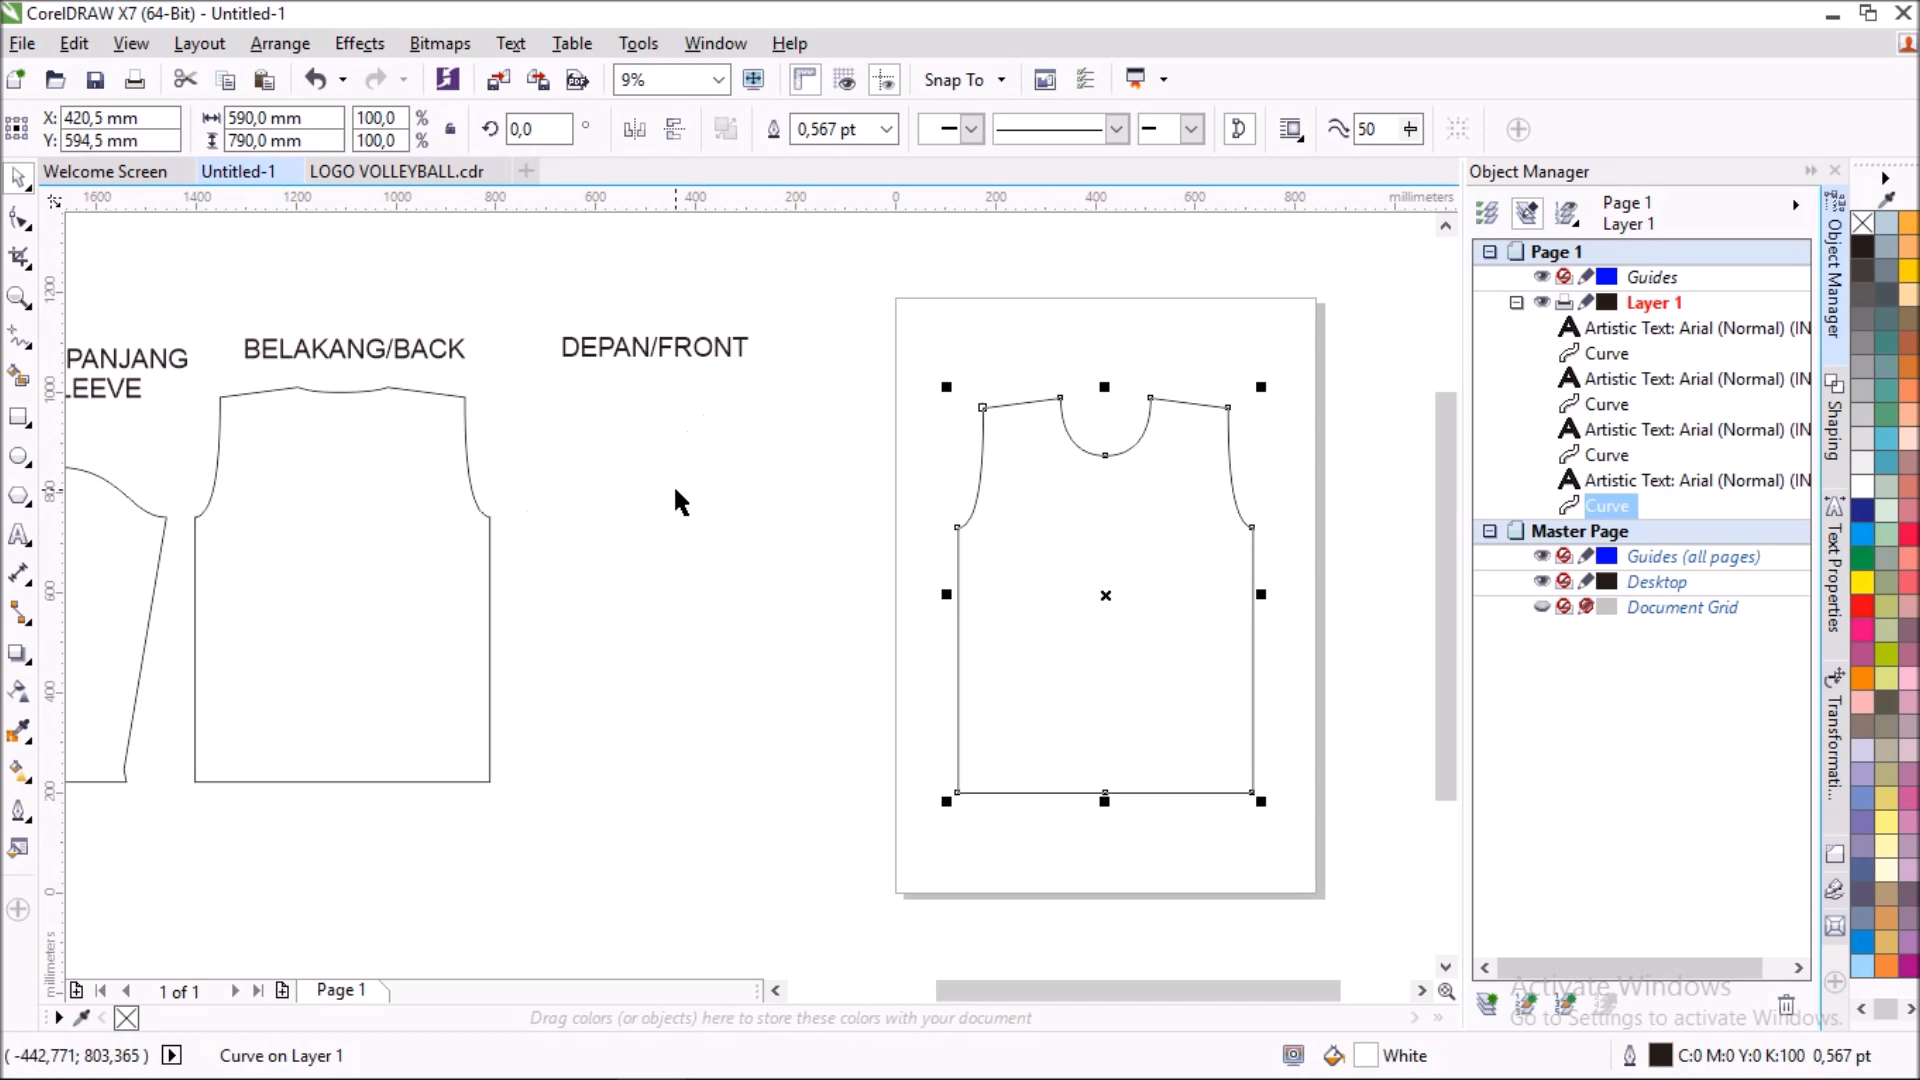 CorelDRAW X7 (64-Bit) - Untitled-1
File Edit View Layout Arrange Effects Bitmaps Text Table Tools Window Help
9% Snap To
X: 420,5 mm 590,0 mm 100,0 % 0,0 ° 0,567 pt 50
Y: 594,5 mm 790,0 mm 100,0 %
Welcome Screen Untitled-1 LOGO VOLLEYBALL.cdr
1600 1400 1200 1000 800 600 400 200 0 200 400 600 800 millimeters
1200
1000
800
600
400
200
0
millimeters
PANJANG
LEEVE
BELAKANG/BACK
DEPAN/FRONT
Object Manager
Page 1
Layer 1
Page 1
Guides
Layer 1
Artistic Text: Arial (Normal) (IN
Curve
Artistic Text: Arial (Normal) (IN
Curve
Artistic Text: Arial (Normal) (IN
Curve
Artistic Text: Arial (Normal) (IN
Curve
Master Page
Guides (all pages)
Desktop
Document Grid
Object Manager
Shaping
Text Properties
Transformati...
Activate Windows
Go to Settings to activate Windows.
1 of 1 Page 1
Drag colors (or objects) here to store these colors with your document
( -442,771; 803,365 ) Curve on Layer 1 White C:0 M:0 Y:0 K:100 0,567 pt